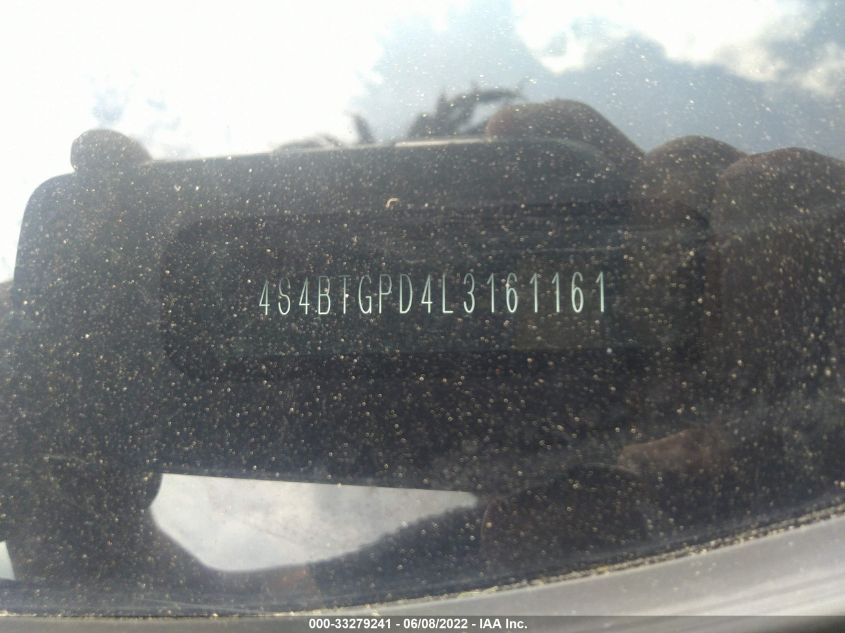 4S4BTGPD4L3161161
000-33279241 - 06/08/2022 - IAA Inc.